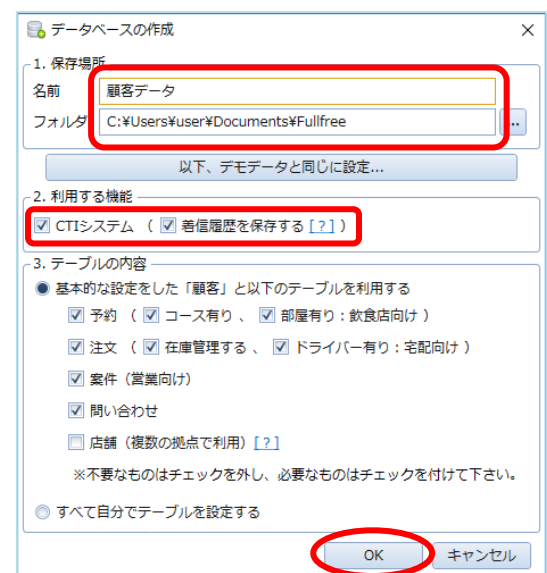 データベースの作成
1. 保存場所
名前 顧客データ
フォルダ C:¥Users¥user¥Documents¥Fullfree ...
以下、デモデータと同じに設定...
2. 利用する機能
CTIシステム （ 着信履歴を保存する [?] ）
3. テーブルの内容
基本的な設定をした「顧客」と以下のテーブルを利用する
予約 （ コース有り 、 部屋有り：飲食店向け ）
注文 （ 在庫管理する 、 ドライバー有り：宅配向け ）
案件（営業向け）
問い合わせ
店舗（複数の拠点で利用）[?]
※不要なものはチェックを外し、必要なものはチェックを付けて下さい。
すべて自分でテーブルを設定する
OK キャンセル